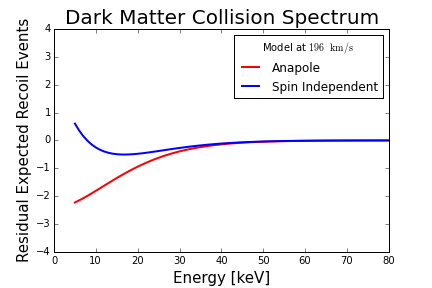 Dark Matter Collision Spectrum
Residual Expected Recoil Events
4
3
2
1
0
−1
−2
−3
−4
Model at 196 km/s
Anapole
Spin Independent
0 10 20 30 40 50 60 70 80
Energy [keV]